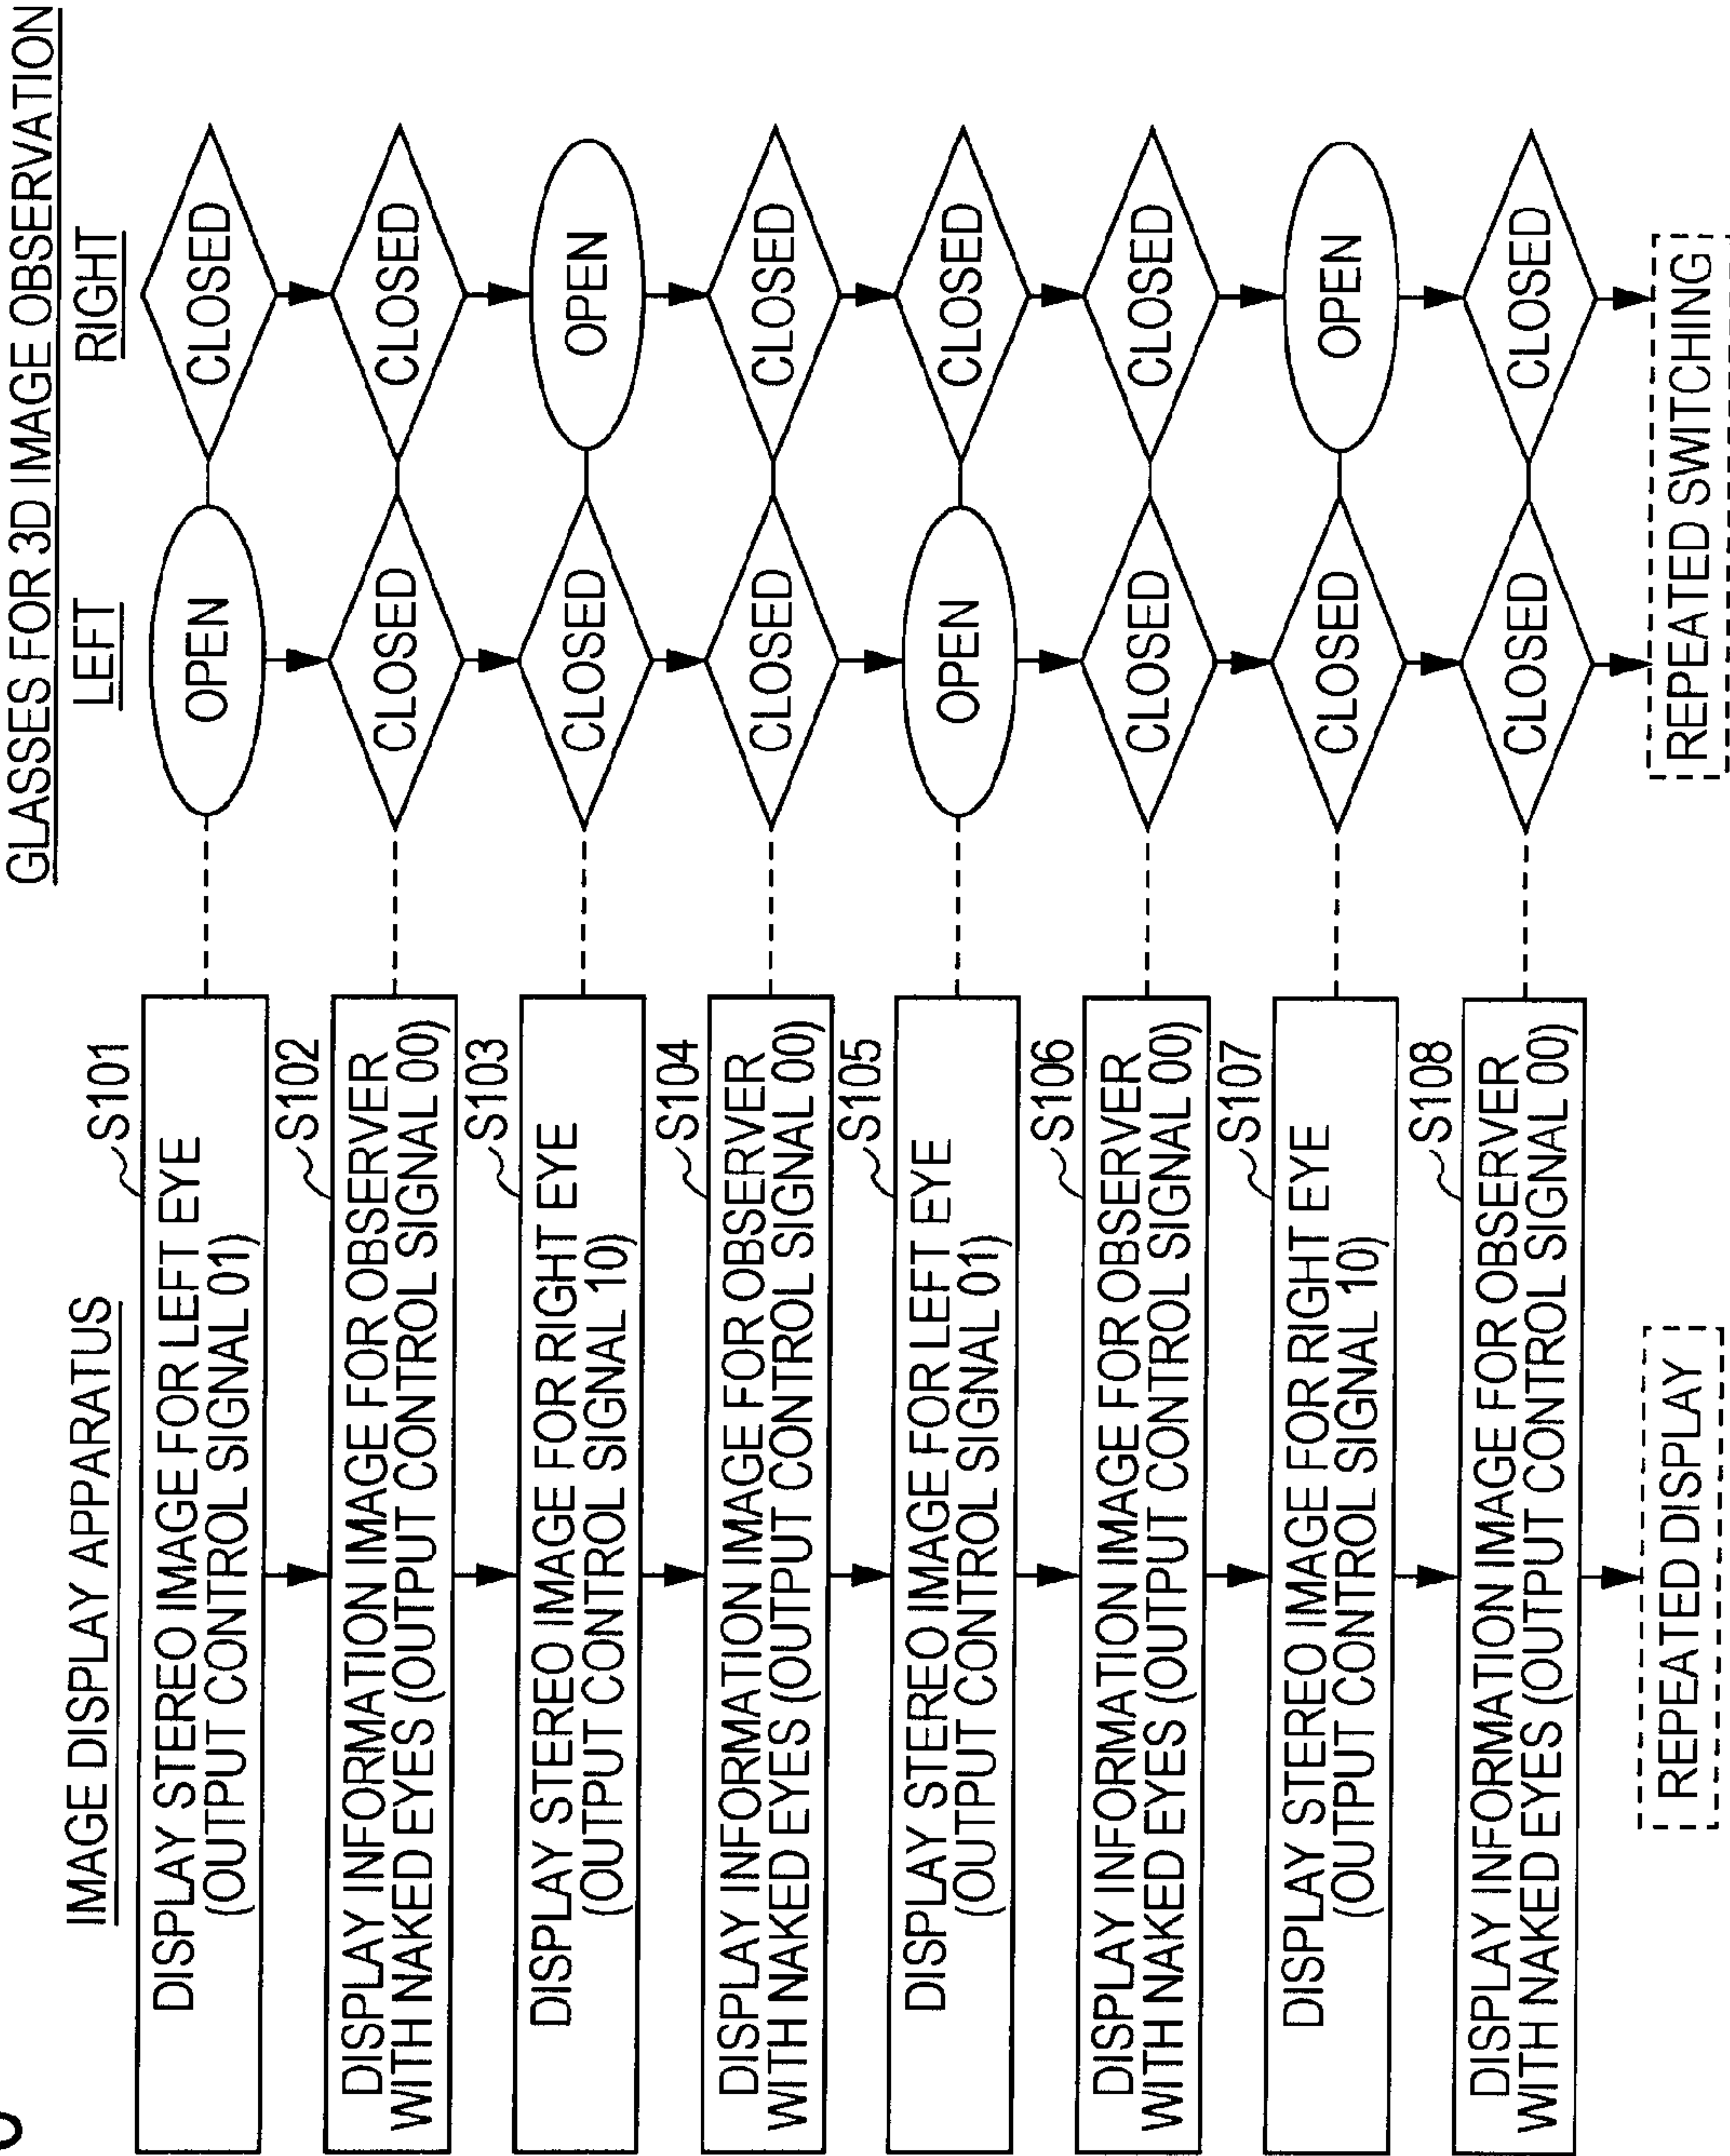 IMAGE DISPLAY APPARATUS
GLASSES FOR 3D IMAGE OBSERVATION
LEFT
RIGHT
S101
DISPLAY STEREO IMAGE FOR LEFT EYE
(OUTPUT CONTROL SIGNAL 01)
OPEN
CLOSED
S102
DISPLAY INFORMATION IMAGE FOR OBSERVER
WITH NAKED EYES (OUTPUT CONTROL SIGNAL 00)
CLOSED
CLOSED
S103
DISPLAY STEREO IMAGE FOR RIGHT EYE
(OUTPUT CONTROL SIGNAL 10)
CLOSED
OPEN
S104
DISPLAY INFORMATION IMAGE FOR OBSERVER
WITH NAKED EYES (OUTPUT CONTROL SIGNAL 00)
CLOSED
CLOSED
S105
DISPLAY STEREO IMAGE FOR LEFT EYE
(OUTPUT CONTROL SIGNAL 01)
OPEN
CLOSED
S106
DISPLAY INFORMATION IMAGE FOR OBSERVER
WITH NAKED EYES (OUTPUT CONTROL SIGNAL 00)
CLOSED
CLOSED
S107
DISPLAY STEREO IMAGE FOR RIGHT EYE
(OUTPUT CONTROL SIGNAL 10)
CLOSED
OPEN
S108
DISPLAY INFORMATION IMAGE FOR OBSERVER
WITH NAKED EYES (OUTPUT CONTROL SIGNAL 00)
CLOSED
CLOSED
REPEATED DISPLAY
REPEATED SWITCHING